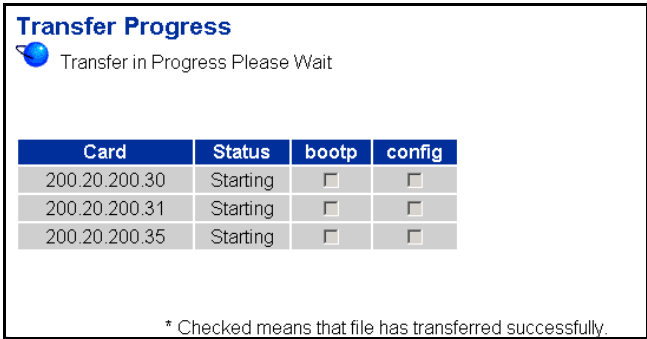 Transfer Progress
Transfer in Progress Please Wait
Card Status bootp config
200.20.200.30 Starting
200.20.200.31 Starting
200.20.200.35 Starting
* Checked means that file has transferred successfully.